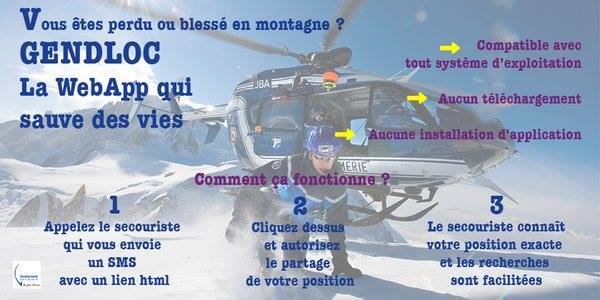 Vous êtes perdu ou blessé en montagne ?
GENDLOC
La WebApp qui
sauve des vies
Compatible avec
tout système d'exploitation
Aucun téléchargement
Aucune installation d'application
JBA
MERIE
Comment ça fonctionne ?
1
Appelez le secouriste
qui vous envoie
un SMS
avec un lien html
2
Cliquez dessus
et autorisez
le partage
de votre position
3
Le secouriste connaît
votre position exacte
et les recherches
sont facilitées